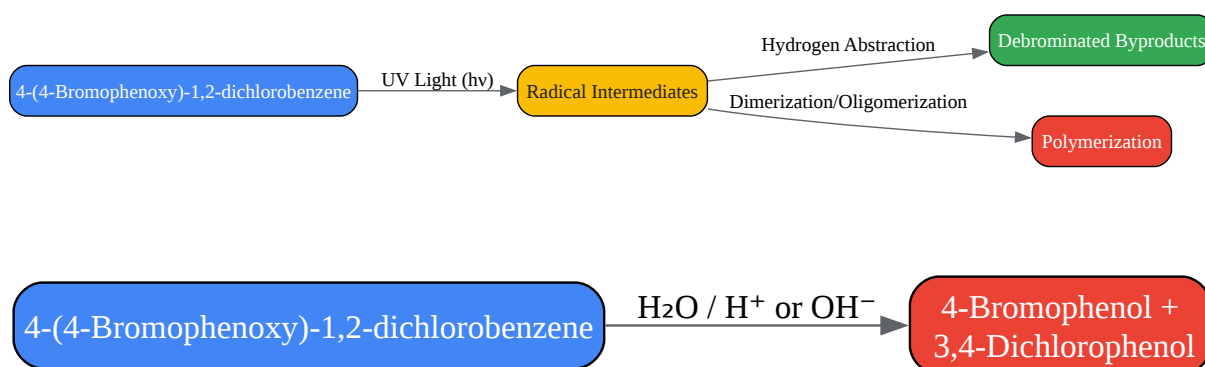 4-(4-Bromophenoxy)-1,2-dichlorobenzene
UV Light (hν)
Radical Intermediates
Hydrogen Abstraction
Debrominated Byproducts
Dimerization/Oligomerization
Polymerization
4-(4-Bromophenoxy)-1,2-dichlorobenzene
H₂O / H⁺ or OH⁻
4-Bromophenol +
3,4-Dichlorophenol